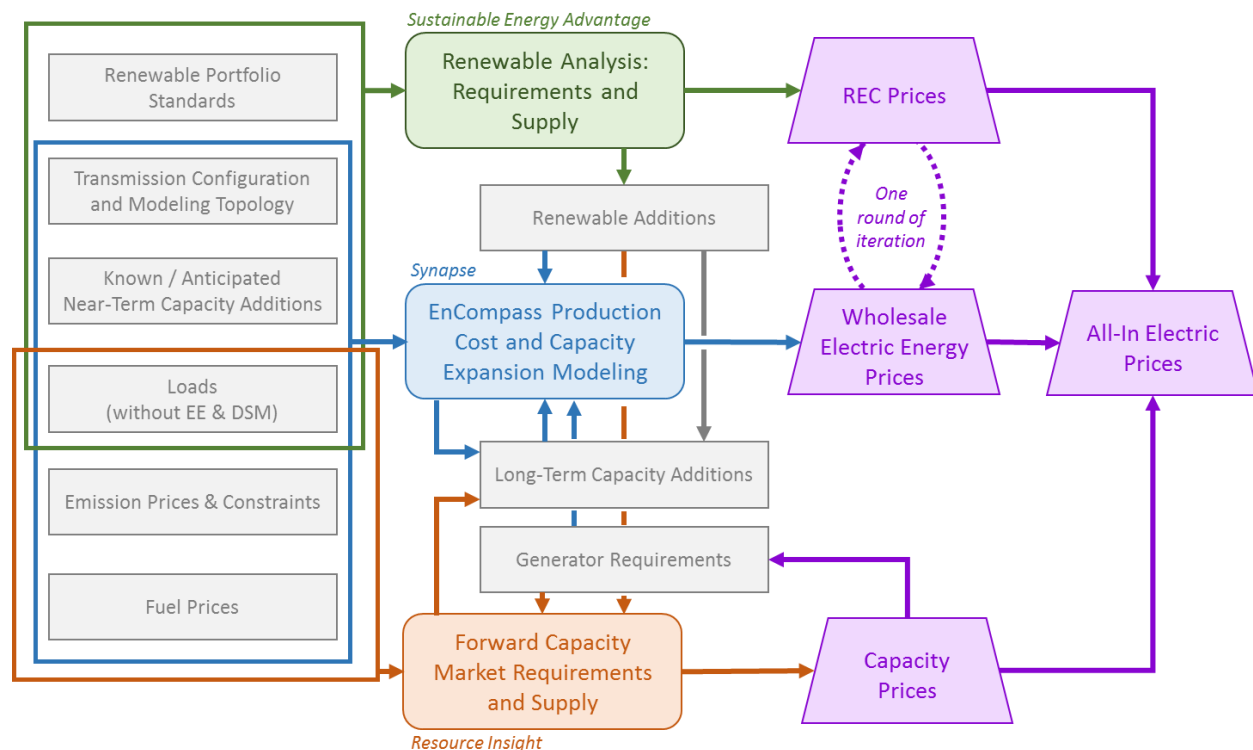 Sustainable Energy Advantage
Renewable Portfolio
Standards
Renewable Analysis:
Requirements and
Supply
REC Prices
Transmission Configuration
and Modeling Topology
Renewable Additions
One
round of
iteration
Known / Anticipated
Near-Term Capacity Additions
Synapse
EnCompass Production
Cost and Capacity
Expansion Modeling
Wholesale
Electric Energy
Prices
All-In Electric
Prices
Loads
(without EE & DSM)
Long-Term Capacity Additions
Emission Prices & Constraints
Generator Requirements
Fuel Prices
Forward Capacity
Market Requirements
and Supply
Capacity
Prices
Resource Insight